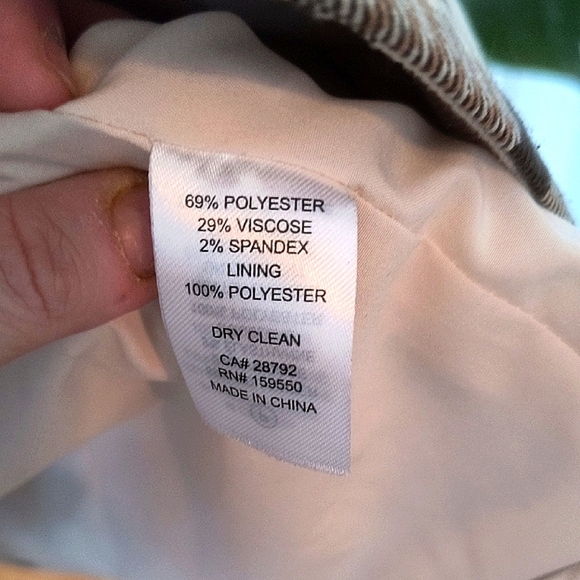 69% POLYESTER
29% VISCOSE
2% SPANDEX
LINING
100% POLYESTER
DRY CLEAN
CA# 28792
RN# 159550
MADE IN CHINA